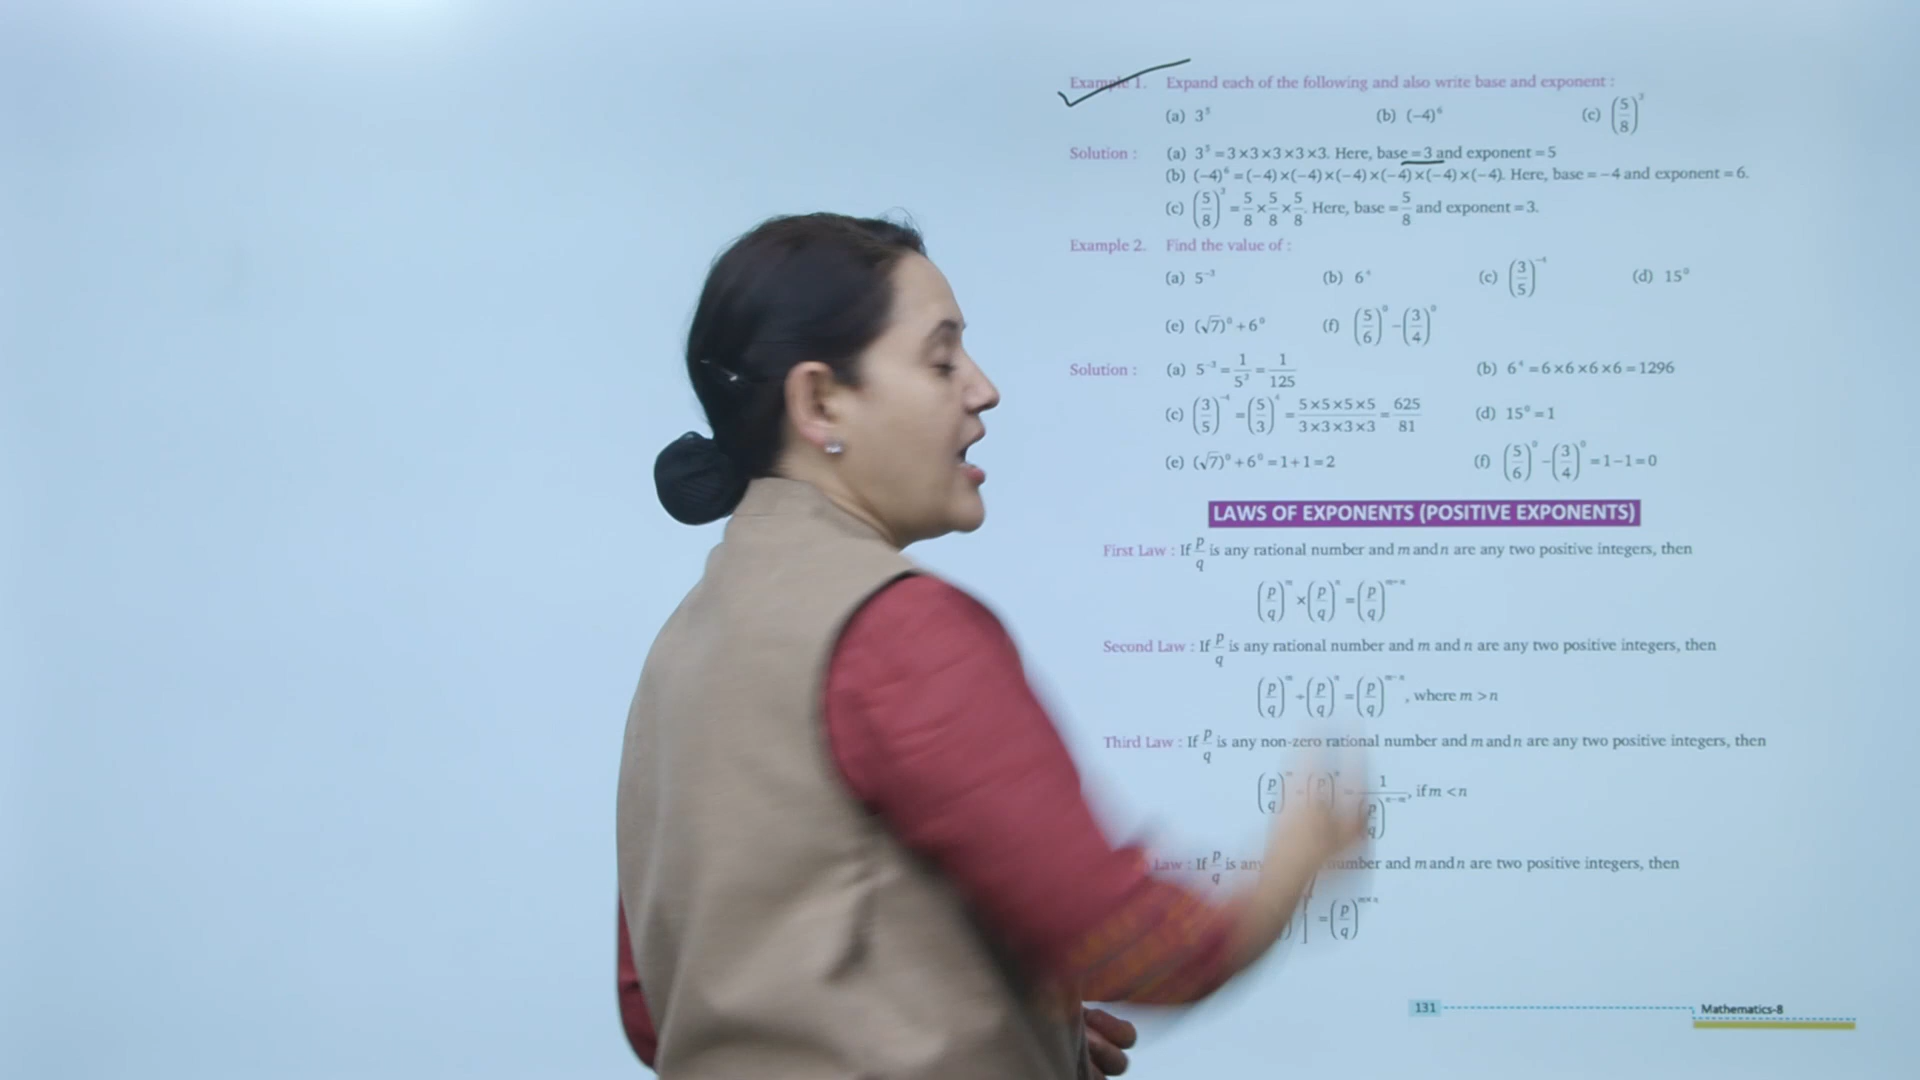 Example 1. Expand each of the following and also write base and exponent :
(a) 3⁵ (b) (−4)⁶ (c) (5/8)³
Solution : (a) 3⁵ = 3×3×3×3×3. Here, base = 3 and exponent = 5
(b) (−4)⁶ = (−4)×(−4)×(−4)×(−4)×(−4)×(−4). Here, base = −4 and exponent = 6.
(c) (5/8)³ = 5/8 × 5/8 × 5/8. Here, base = 5/8 and exponent = 3.
Example 2. Find the value of :
(a) 5⁻³ (b) 6⁴ (c) (3/5)⁻⁴ (d) 15⁰
(e) (√7)⁰ + 6⁰ (f) (5/6)⁰ − (3/4)⁰
Solution : (a) 5⁻³ = 1/5³ = 1/125 (b) 6⁴ = 6×6×6×6 = 1296
(c) (3/5)⁻⁴ = (5/3)⁴ = 5×5×5×5/3×3×3×3 = 625/81 (d) 15⁰ = 1
(e) (√7)⁰ + 6⁰ = 1+1 = 2 (f) (5/6)⁰ − (3/4)⁰ = 1−1 = 0
LAWS OF EXPONENTS (POSITIVE EXPONENTS)
First Law : If p/q is any rational number and m and n are any two positive integers, then
(p/q)ᵐ × (p/q)ⁿ = (p/q)ᵐ⁺ⁿ
Second Law : If p/q is any rational number and m and n are any two positive integers, then
(p/q)ᵐ ÷ (p/q)ⁿ = (p/q)ᵐ⁻ⁿ, where m > n
Third Law : If p/q is any non-zero rational number and m and n are any two positive integers, then
(p/q)ᵐ ÷ (p/q)ⁿ = 1/(p/q)ⁿ⁻ᵐ, if m < n
Law : If p/q is any number and m and n are two positive integers, then
= (p/q)ᵐˣⁿ
131 Mathematics-8